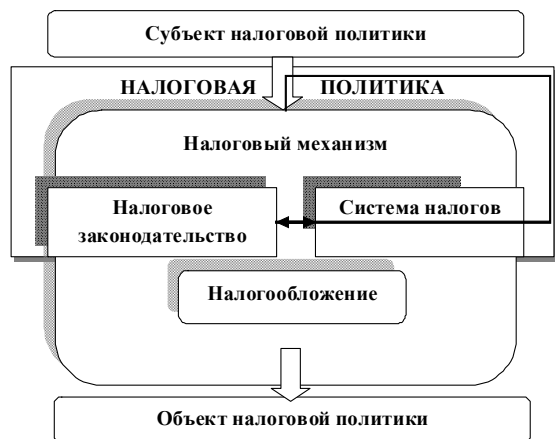 Субъект налоговой политики
НАЛОГОВАЯ ПОЛИТИКА
Налоговый механизм
Налоговое
законодательство
Система налогов
Налогообложение
Объект налоговой политики